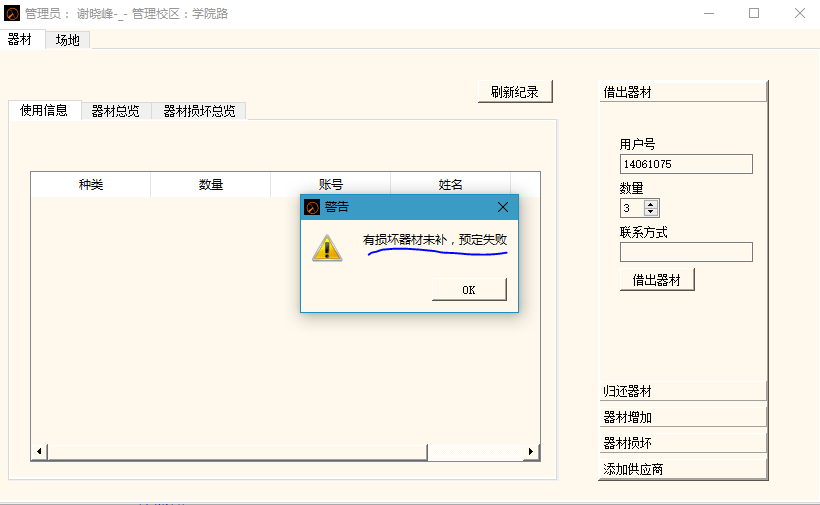 管理员： 谢晓峰-_- 管理校区：学院路
器材 场地
刷新纪录
使用信息 器材总览 器材损坏总览
种类 数量 账号 姓名
警告
有损坏器材未补，预定失败
OK
借出器材
用户号
14061075
数量
3
联系方式
借出器材
归还器材
器材增加
器材损坏
添加供应商